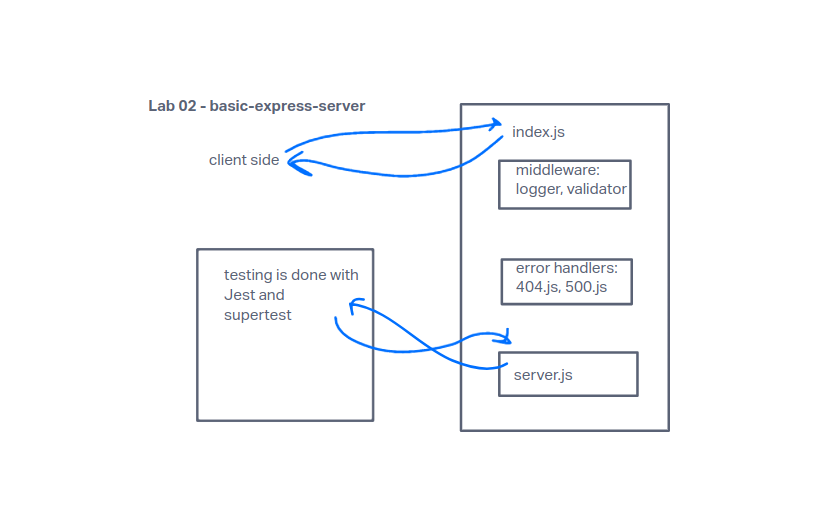 Lab 02 - basic-express-server
client side
index.js
middleware:
logger, validator
error handlers:
404.js, 500.js
server.js
testing is done with
Jest and
supertest